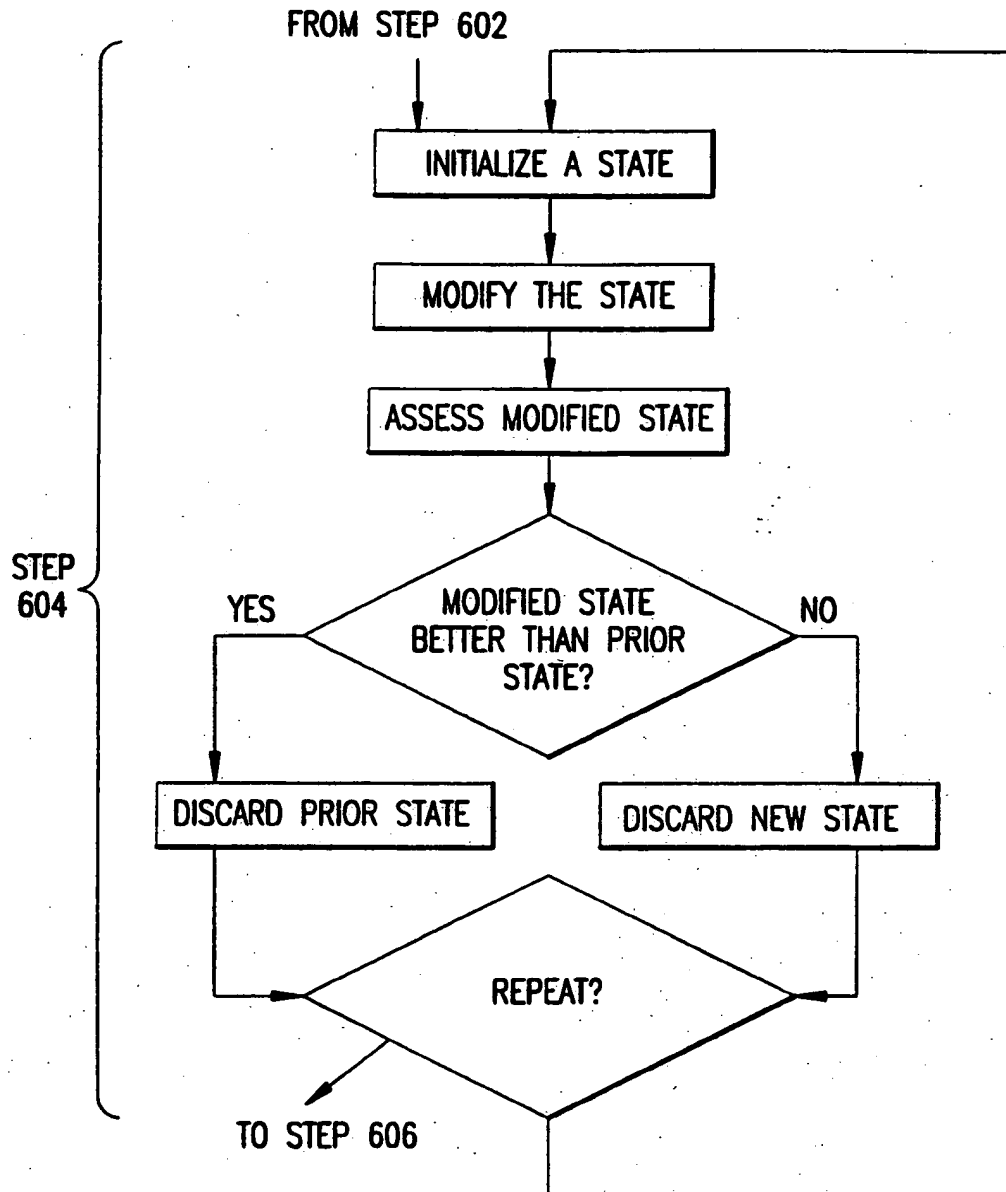 FROM STEP 602
INITIALIZE A STATE
MODIFY THE STATE
ASSESS MODIFIED STATE
STEP
604
YES
MODIFIED STATE
BETTER THAN PRIOR
STATE?
NO
DISCARD PRIOR STATE
DISCARD NEW STATE
REPEAT?
TO STEP 606